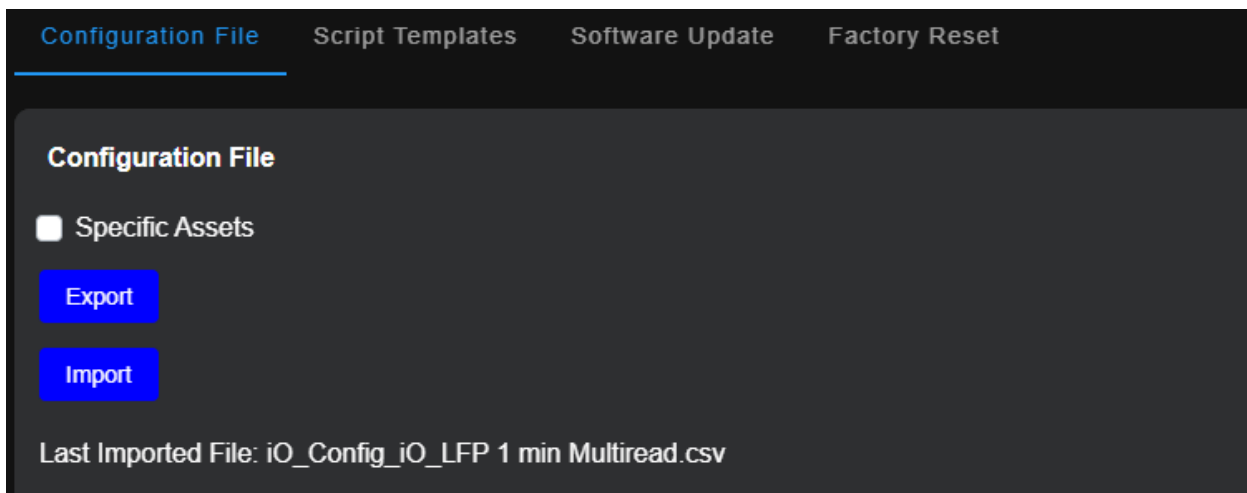 Configuration File Script Templates Software Update Factory Reset
Configuration File
Specific Assets
Export
Import
Last Imported File: iO_Config_iO_LFP 1 min Multiread.csv